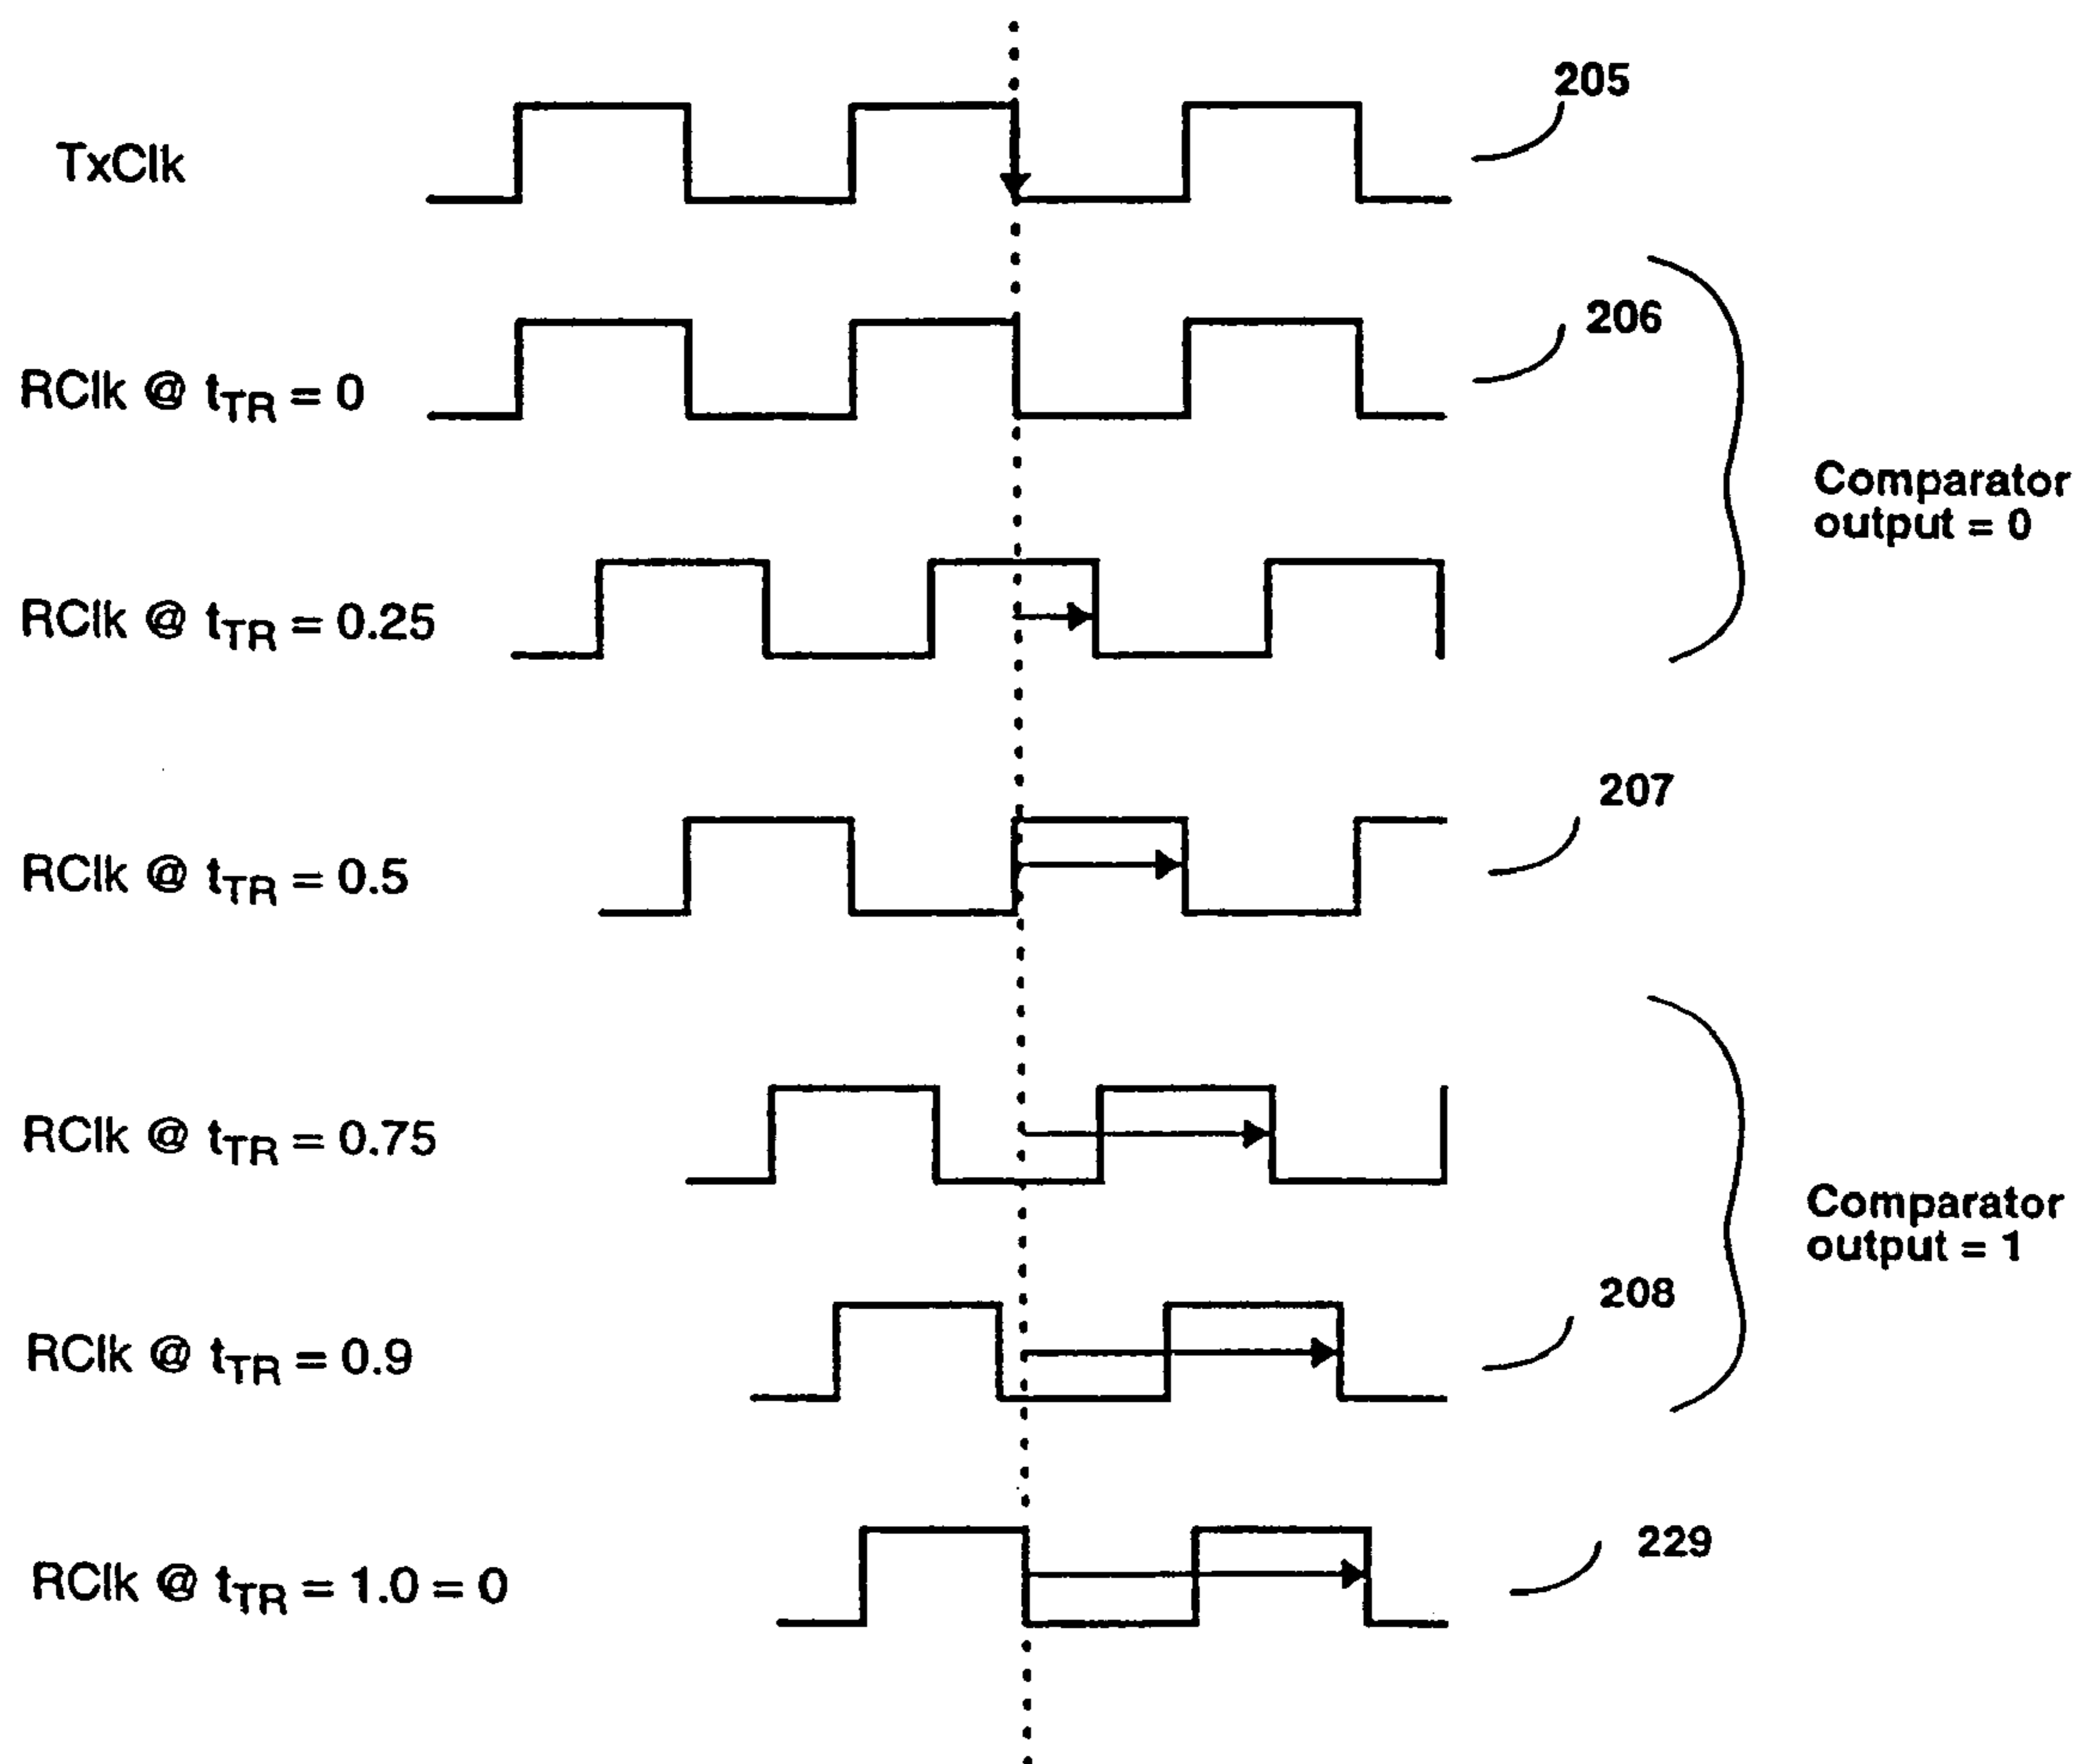 205
TxClk
206
RClk @ tTR = 0
Comparator
output = 0
RClk @ tTR = 0.25
207
RClk @ tTR = 0.5
RClk @ tTR = 0.75
Comparator
output = 1
208
RClk @ tTR = 0.9
229
RClk @ tTR = 1.0 = 0